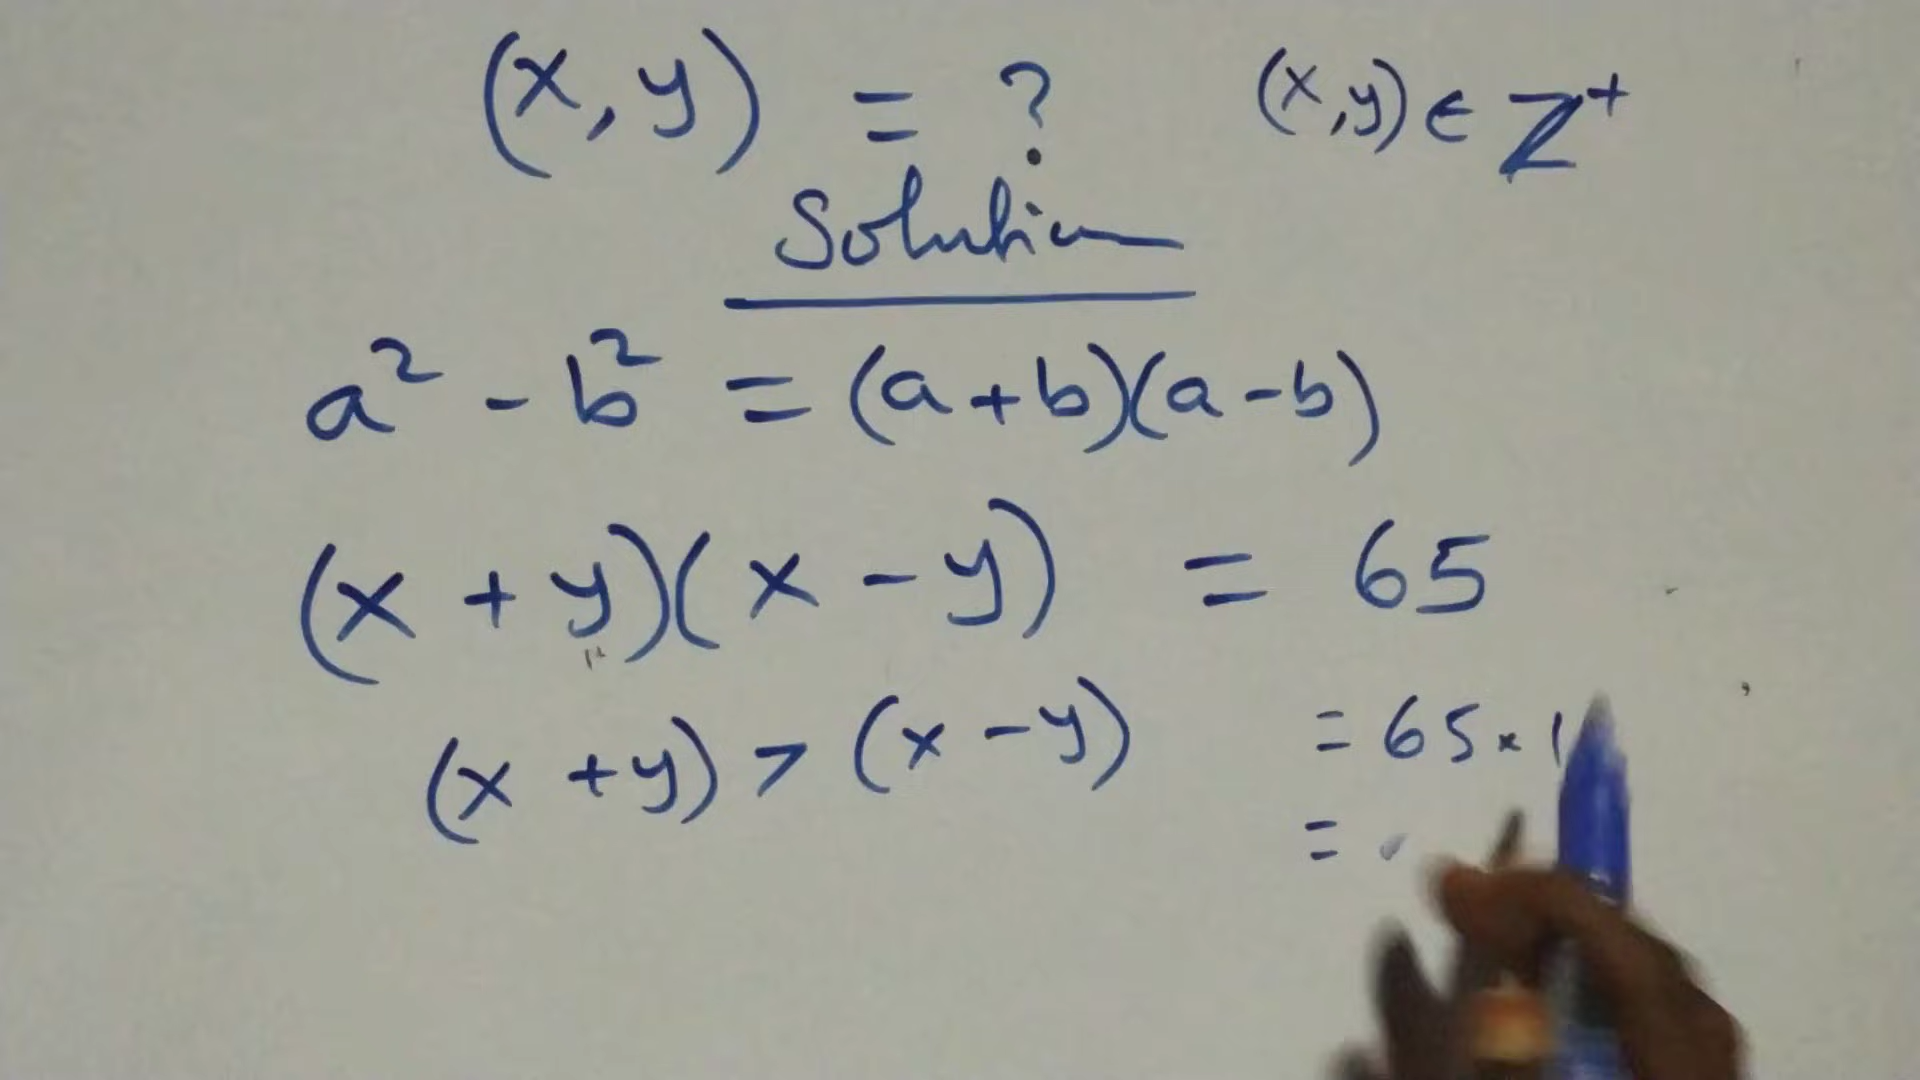 (x, y) = ? (x, y) ∈ Z⁺
Solution
a² - b² = (a + b)(a - b)
(x + y)(x - y) = 65
(x + y) > (x - y) = 65 × 1
=